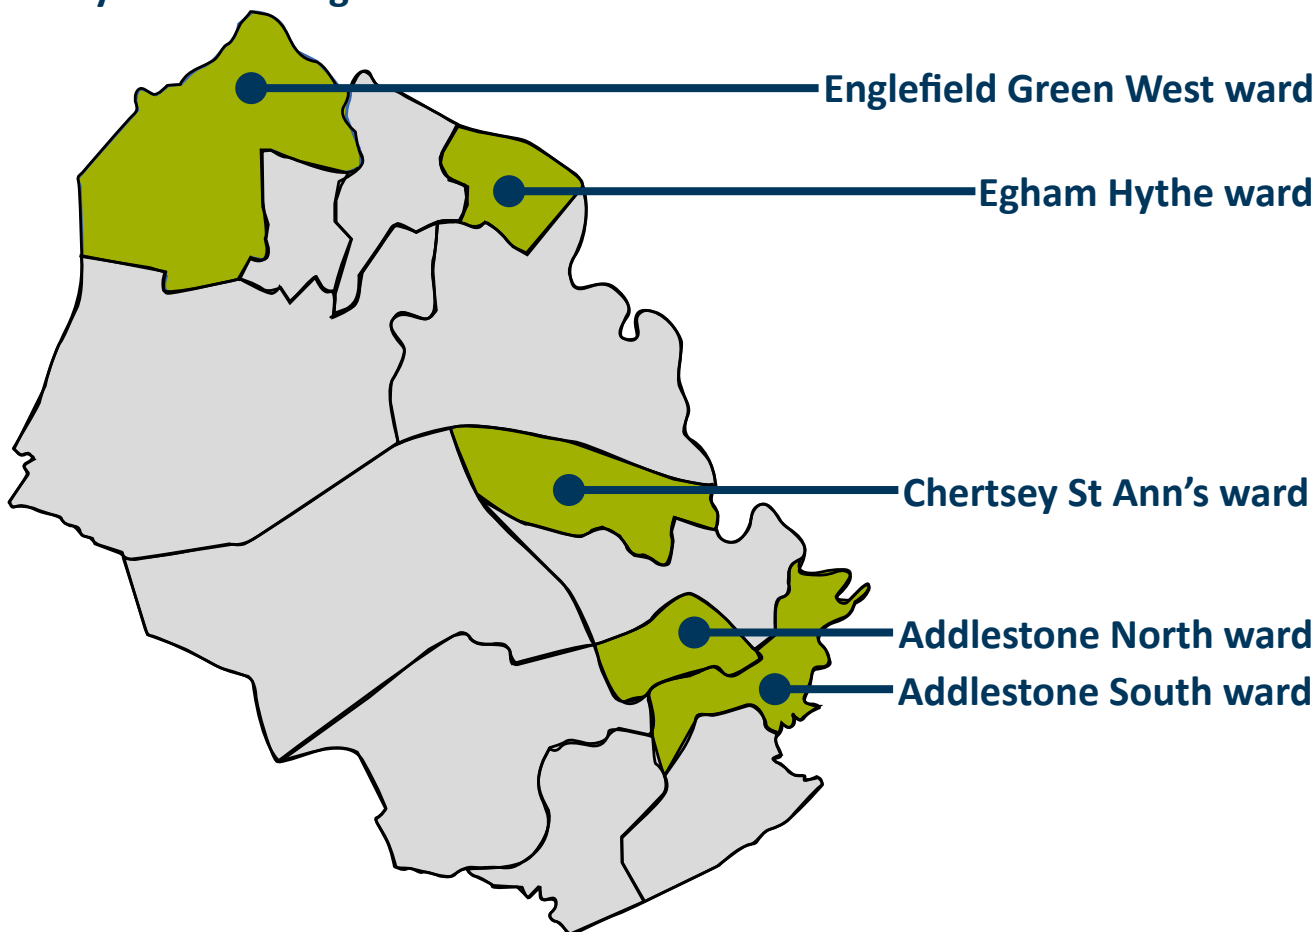 Englefield Green West ward
Egham Hythe ward
Chertsey St Ann’s ward
Addlestone North ward
Addlestone South ward